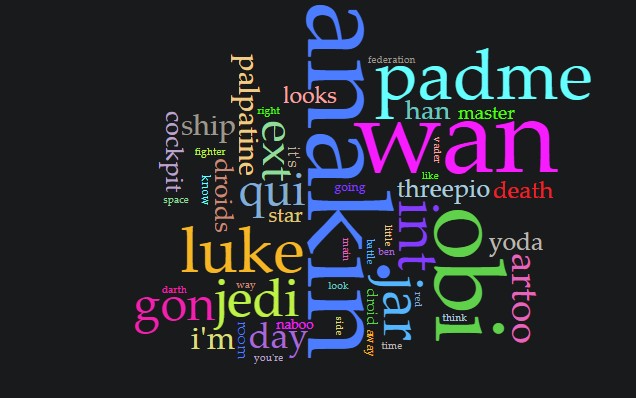 anakin
federation
padme
palpatine
looks
right
han
master
cockpit
ship
ext
wan
vader
fighter
it's
like
droids
know
qui
going
threepio
death
space
star
int
obi
luke
little
yoda
main
battle
ben
artoo
darth
way
jedi
look
.jar
red
gon
naboo
side
droid
think
i'm
room
day
away
time
you're